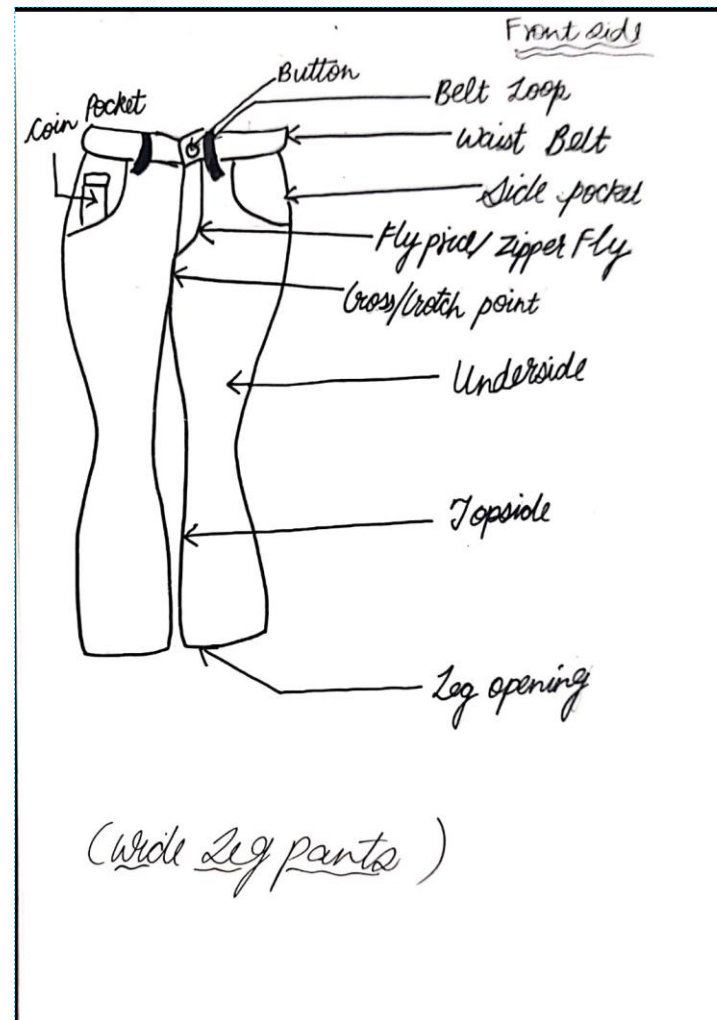 Front side
Button
Belt Loop
Coin Pocket
Waist Belt
Side pocket
Fly / Zipper Fly
Cross/Crotch point
Underside
Topside
Leg opening
(Wide Leg pants)